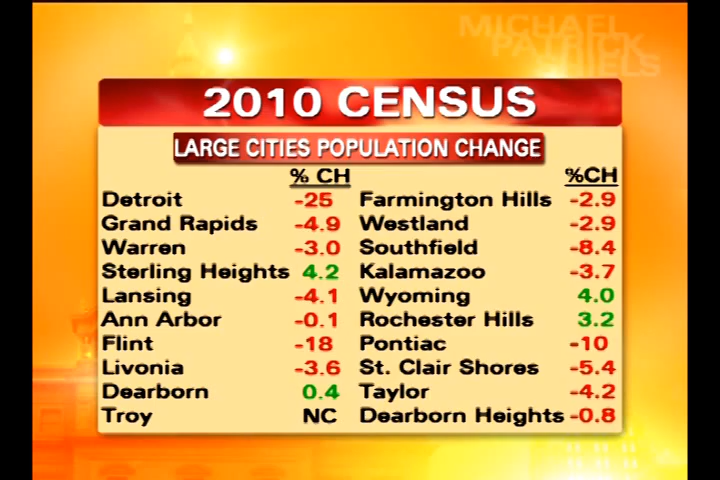 MICHAEL
PATRICK
IELS
2010 CENSUS
LARGE CITIES POPULATION CHANGE
% CH
Detroit -25
Grand Rapids -4.9
Warren -3.0
Sterling Heights 4.2
Lansing -4.1
Ann Arbor -0.1
Flint -18
Livonia -3.6
Dearborn 0.4
Troy NC
%CH
Farmington Hills -2.9
Westland -2.9
Southfield -8.4
Kalamazoo -3.7
Wyoming 4.0
Rochester Hills 3.2
Pontiac -10
St. Clair Shores -5.4
Taylor -4.2
Dearborn Heights -0.8